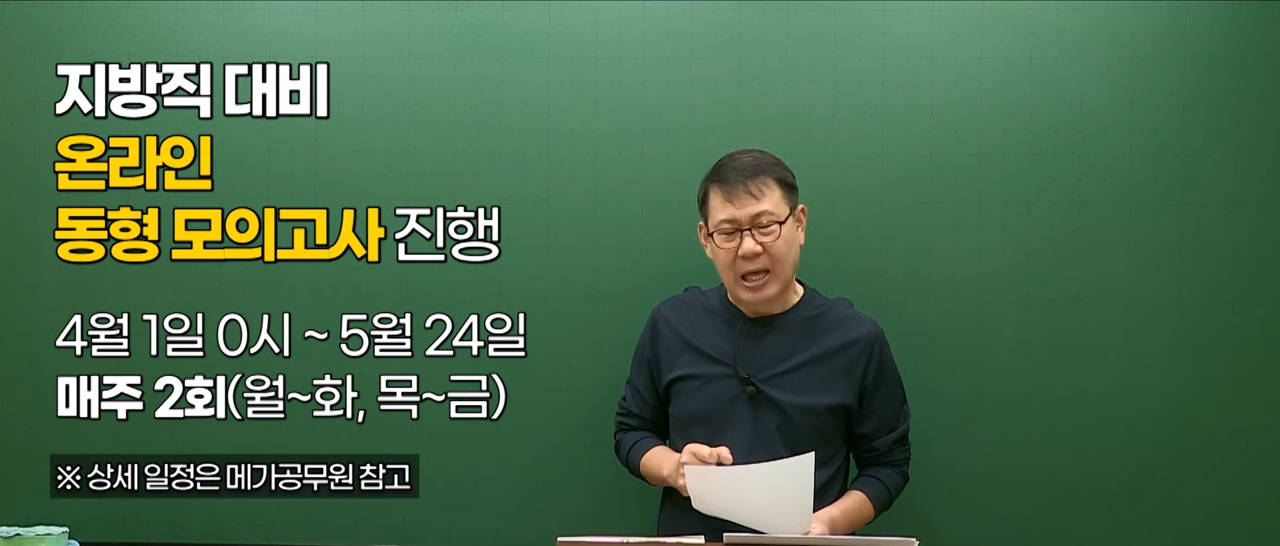 지방직 대비
온라인
동형 모의고사 진행
4월 1일 0시 ~ 5월 24일
매주 2회(월~화, 목~금)
※ 상세 일정은 메가공무원 참고